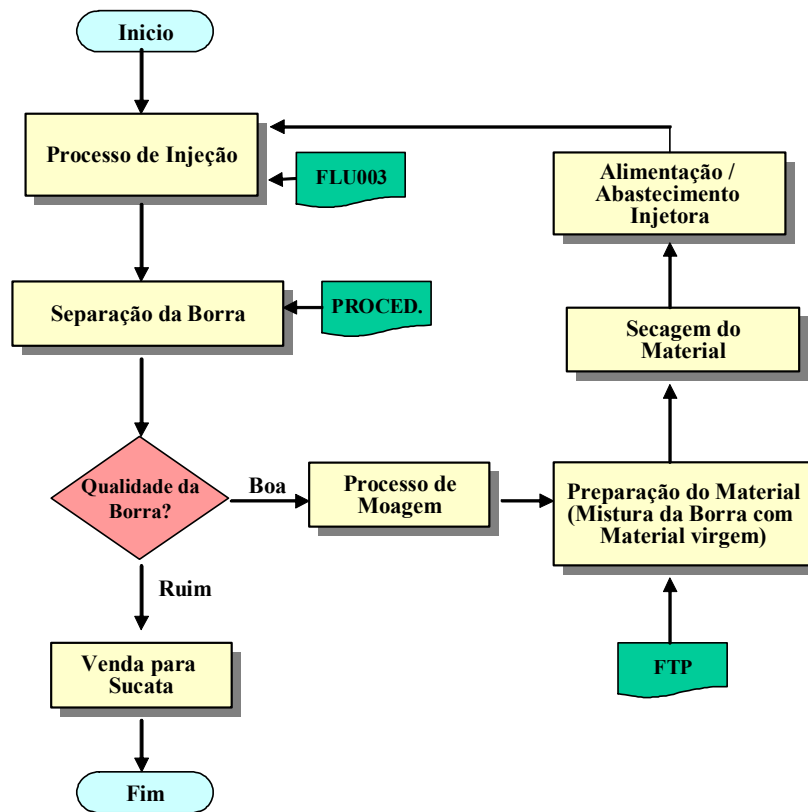 Inicio
Processo de Injeção
FLU003
Alimentação /
Abastecimento
Injetora
Separação da Borra
PROCED.
Secagem do
Material
Qualidade da
Borra?
Boa
Processo de
Moagem
Preparação do Material
(Mistura da Borra com
Material virgem)
Ruim
Venda para
Sucata
FTP
Fim